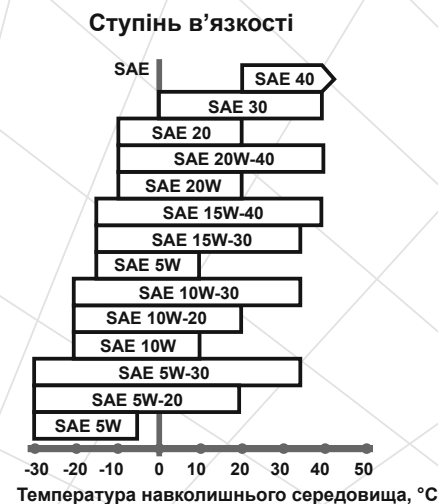 Ступінь в’язкості
SAE
SAE 40
SAE 30
SAE 20
SAE 20W-40
SAE 20W
SAE 15W-40
SAE 15W-30
SAE 5W
SAE 10W-30
SAE 10W-20
SAE 10W
SAE 5W-30
SAE 5W-20
SAE 5W
-30 -20 -10 0 10 20 30 40 50
Температура навколишнього середовища, °C